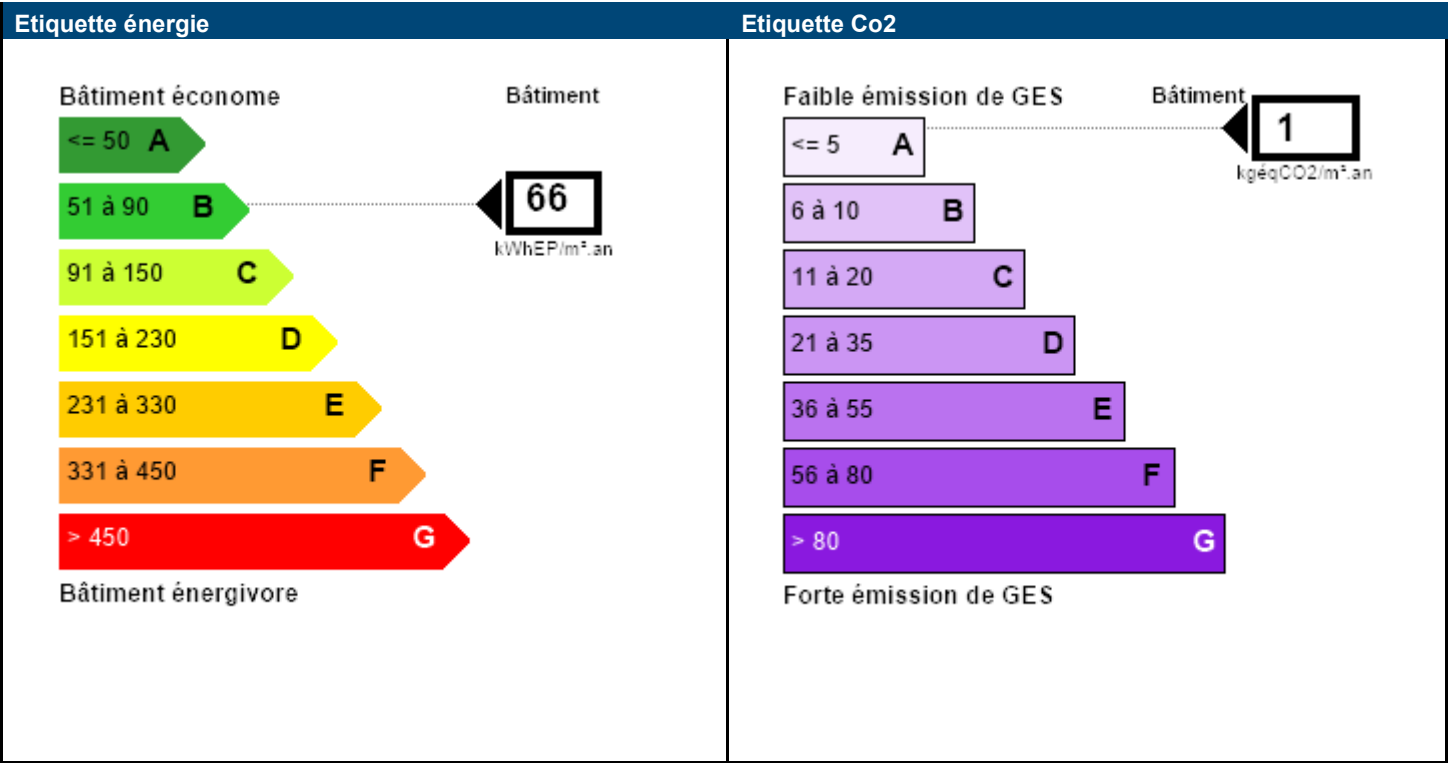 Etiquette énergie
Bâtiment économe
Bâtiment
<= 50 A
51 à 90 B
66
kWhEP/m².an
91 à 150 C
151 à 230 D
231 à 330 E
331 à 450 F
> 450 G
Bâtiment énergivore
Etiquette Co2
Faible émission de GES
Bâtiment
1
kgéqCO2/m².an
<= 5 A
6 à 10 B
11 à 20 C
21 à 35 D
36 à 55 E
56 à 80 F
> 80 G
Forte émission de GES